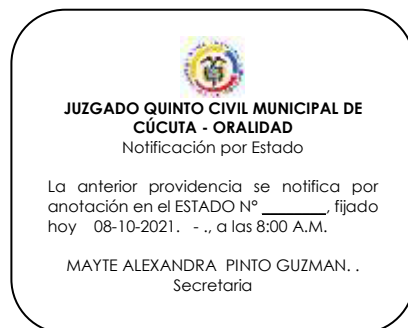 JUZGADO QUINTO CIVIL MUNICIPAL DE
CÚCUTA - ORALIDAD
Notificación por Estado
La anterior providencia se notifica por
anotación en el ESTADO N° _______, fijado
hoy 08-10-2021. - ., a las 8:00 A.M.
MAYTE ALEXANDRA PINTO GUZMAN. .
Secretaria